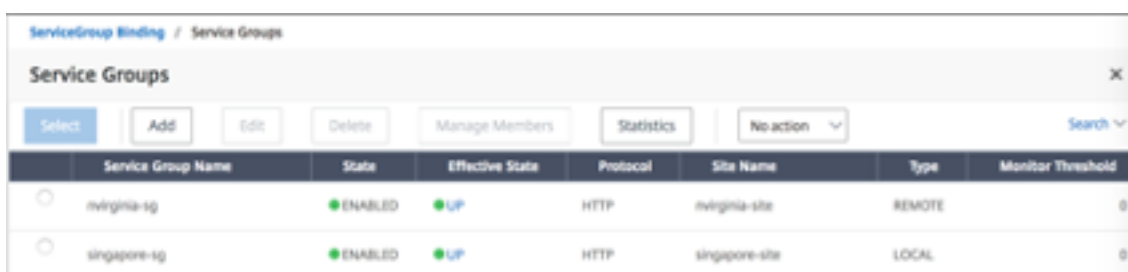 ServiceGroup Binding / Service Groups
Service Groups
Select Add Edit Delete Manage Members Statistics No action Search
Service Group Name State Effective State Protocol Site Name Type Monitor Threshold
nvirginia-sg ENABLED UP HTTP nvirginia-site REMOTE 0
singapore-sg ENABLED UP HTTP singapore-site LOCAL 0